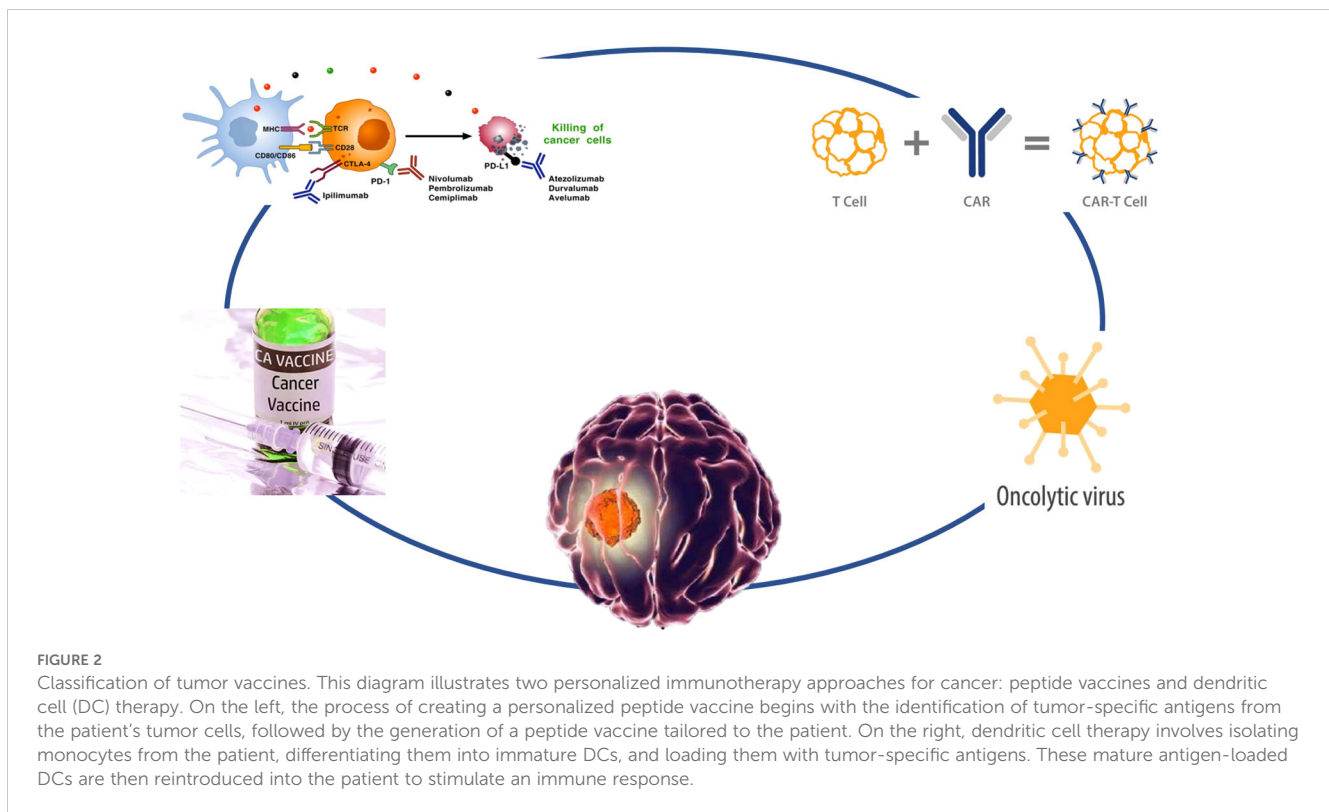 MHC
TCR
CD80/CD86
CD28
CTLA-4
PD-1
Ipilimumab
Nivolumab
Pembrolizumab
Cemiplimab
Killing of
cancer cells
PD-L1
Atezolizumab
Durvalumab
Avelumab
+
=
T Cell
CAR
CAR-T Cell
CA VACCINE
Cancer
Vaccine
Oncolytic virus
FIGURE 2
Classification of tumor vaccines. This diagram illustrates two personalized immunotherapy approaches for cancer: peptide vaccines and dendritic
cell (DC) therapy. On the left, the process of creating a personalized peptide vaccine begins with the identification of tumor-specific antigens from
the patient's tumor cells, followed by the generation of a peptide vaccine tailored to the patient. On the right, dendritic cell therapy involves isolating
monocytes from the patient, differentiating them into immature DCs, and loading them with tumor-specific antigens. These mature antigen-loaded
DCs are then reintroduced into the patient to stimulate an immune response.